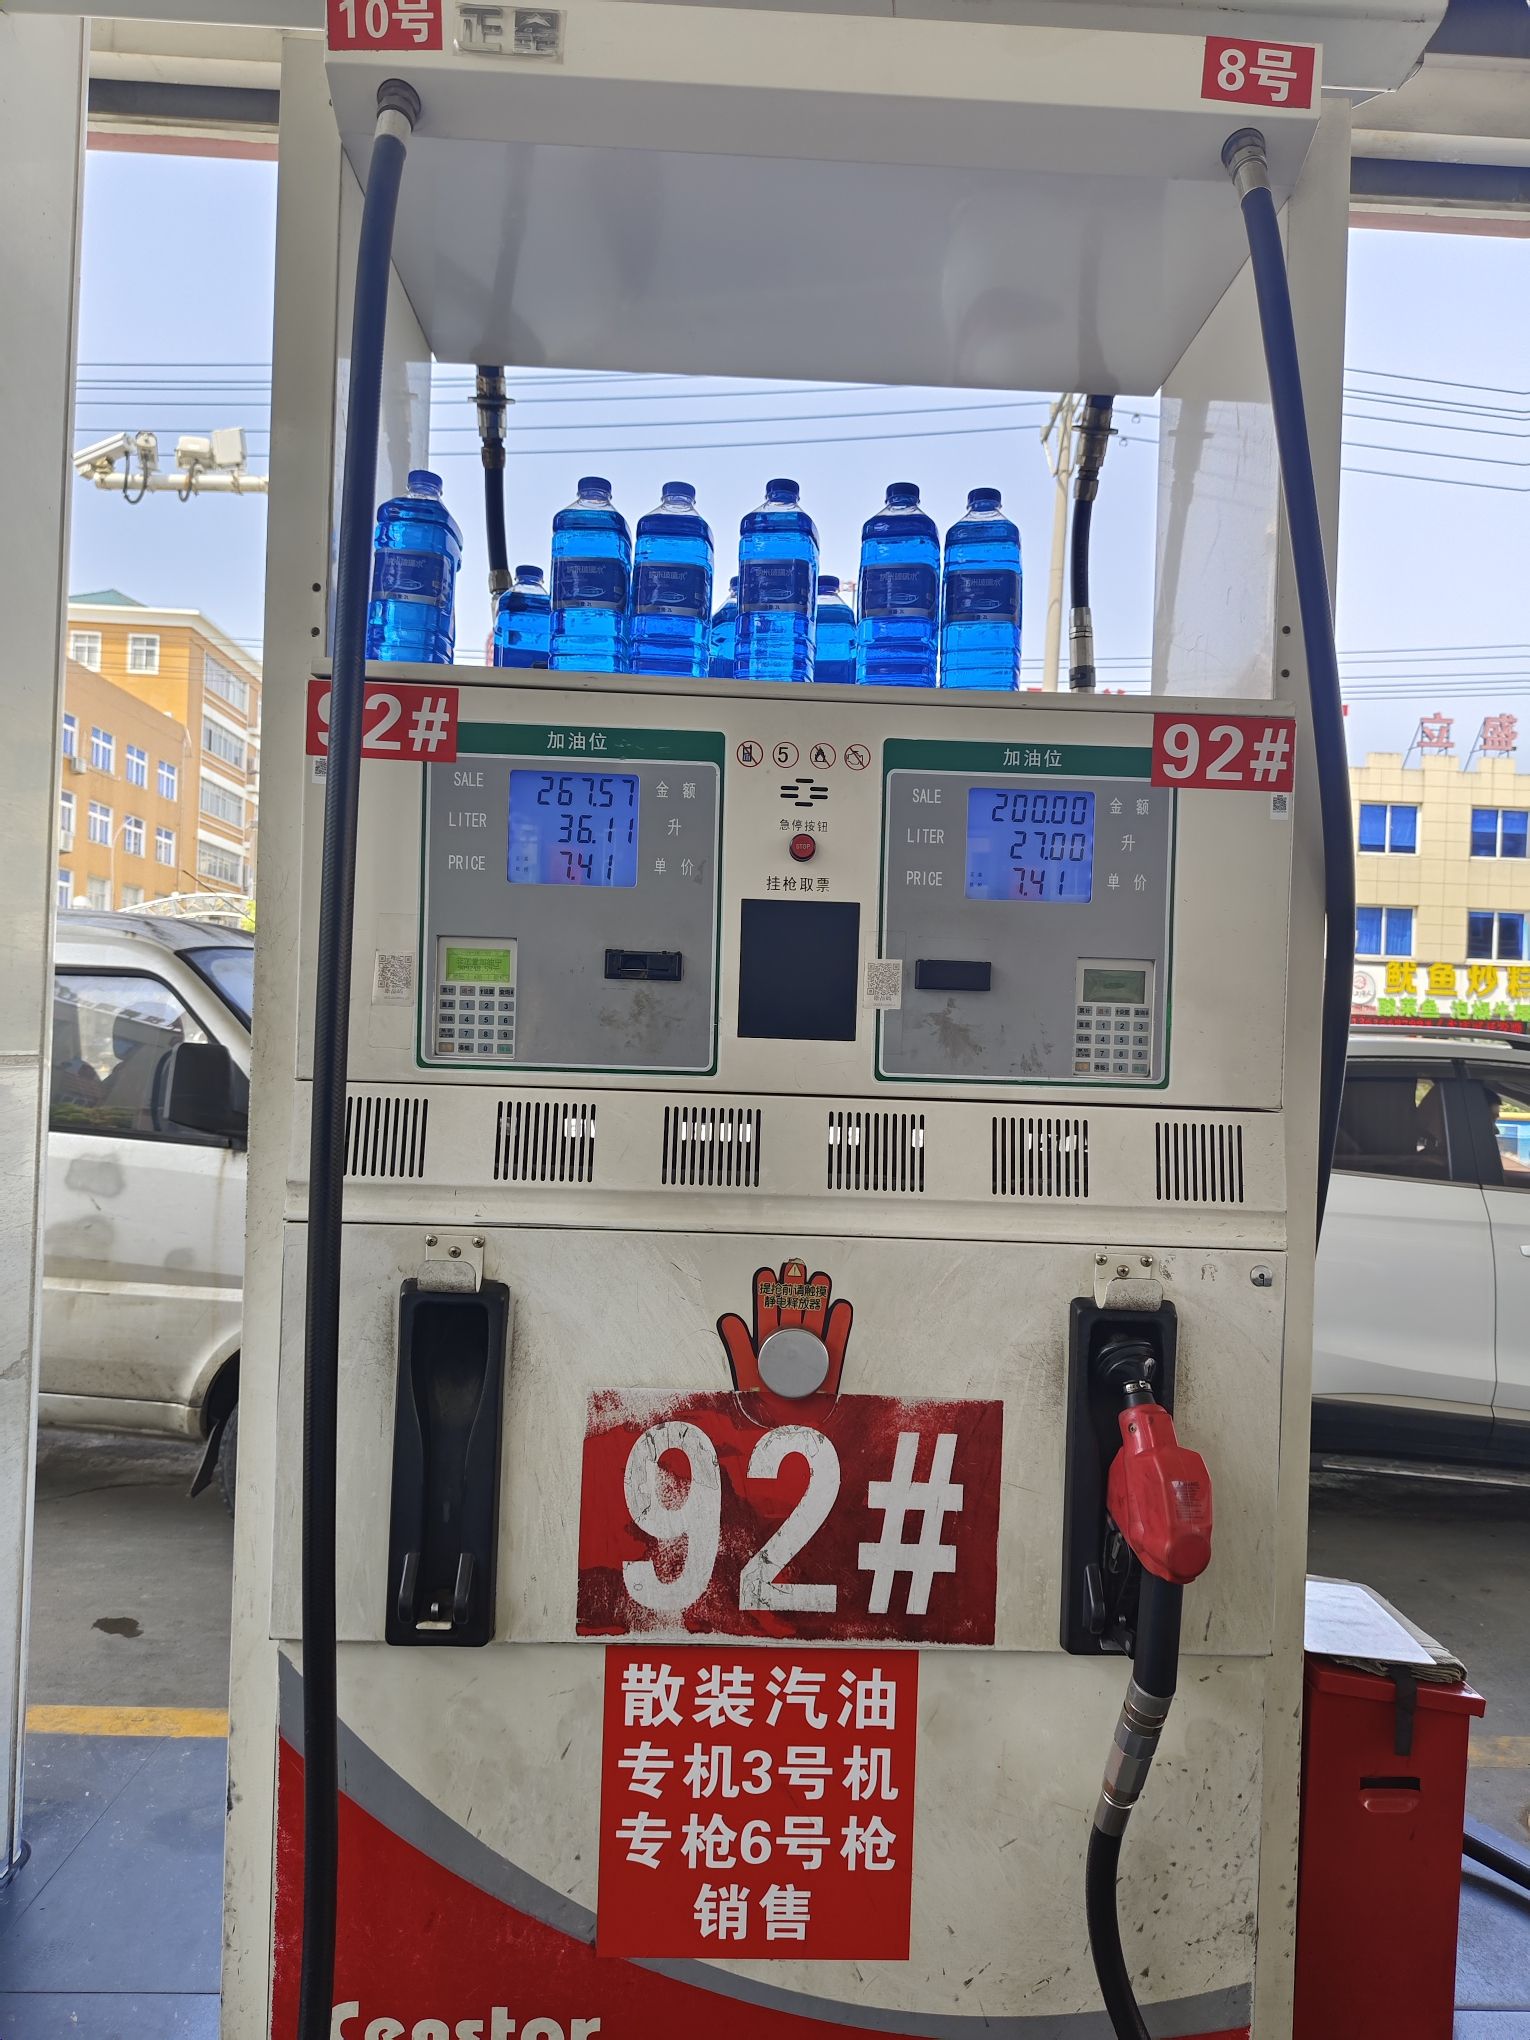 10号
8号
92#
92#
加油位
SALE 267.57 金额
LITER 36.11 升
PRICE 7.41 单价
5
急停按钮
STOP
挂枪取票
加油位
SALE 200.00 金额
LITER 27.00 升
PRICE 7.41 单价
提枪前请触摸
静电释放器
92#
散装汽油
专机3号机
专枪6号枪
销售
Censtar
鱿鱼炒